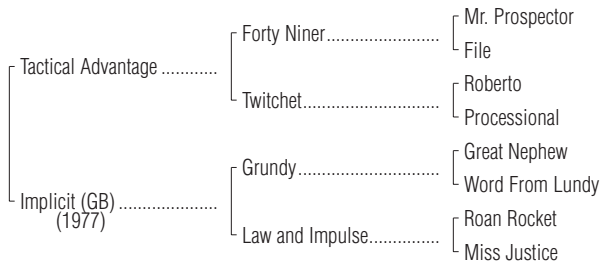 Mr. Prospector
Forty Niner......................
File
Tactical Advantage ............
Roberto
Twitchet...........................
Processional
Great Nephew
Grundy............................
Word From Lundy
Implicit (GB) .....................
(1977)
Roan Rocket
Law and Impulse..............
Miss Justice